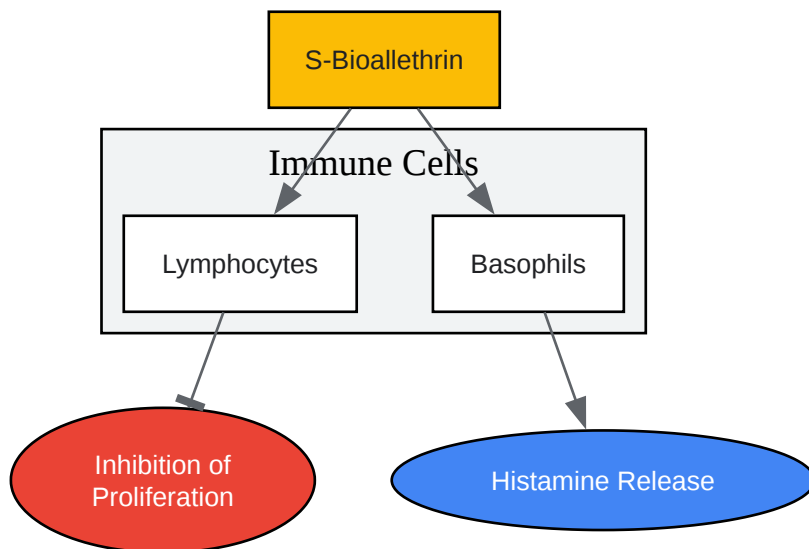 S-Bioallethrin
Immune Cells
Lymphocytes
Basophils
Inhibition of
Proliferation
Histamine Release